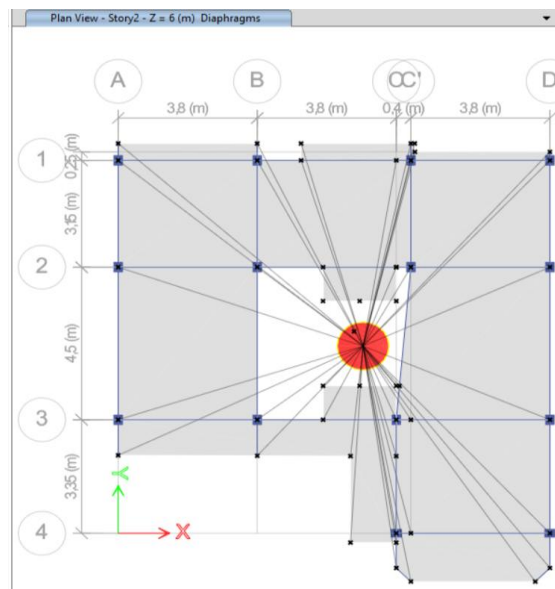 Plan View - Story2 - Z = 6 (m) Diaphragms
A B C C' D
3,8 (m) 3,8 (m) 0,4 (m) 3,8 (m)
1
0,25 (m)
3,15 (m)
2
4,5 (m)
3
3,35 (m)
Y
X
4